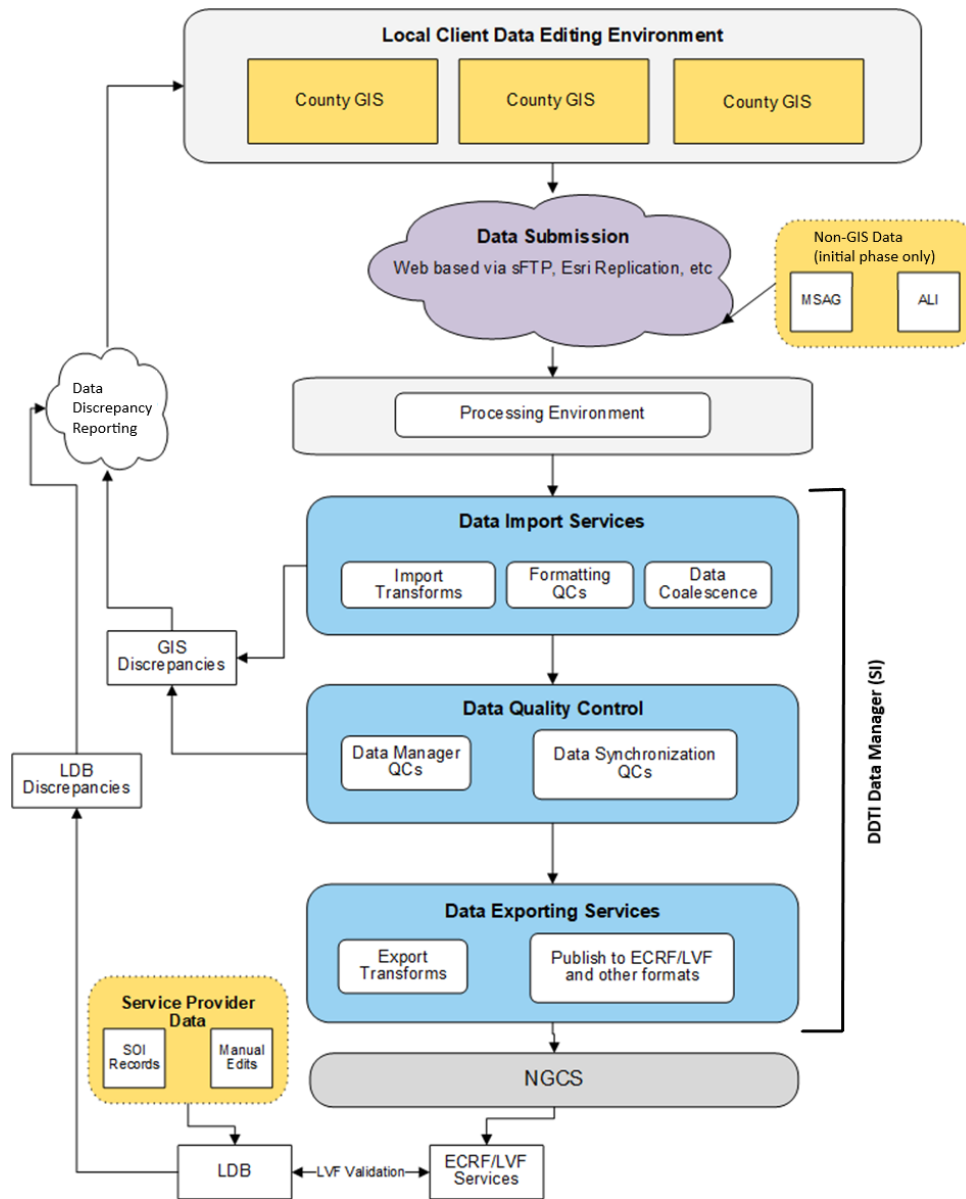 Local Client Data Editing Environment
County GIS
County GIS
County GIS
Data Submission
Web based via sFTP, Esri Replication, etc
Non-GIS Data
(initial phase only)
MSAG
ALI
Data
Discrepancy
Reporting
Processing Environment
Data Import Services
Import
Transforms
Formatting
QCs
Data
Coalescence
GIS
Discrepancies
Data Quality Control
Data Manager
QCs
Data Synchronization
QCs
LDB
Discrepancies
DDTI Data Manager (SI)
Data Exporting Services
Export
Transforms
Publish to ECRF/LVF
and other formats
Service Provider
Data
SOI
Records
Manual
Edits
NGCS
LDB
LVF Validation
ECRF/LVF
Services